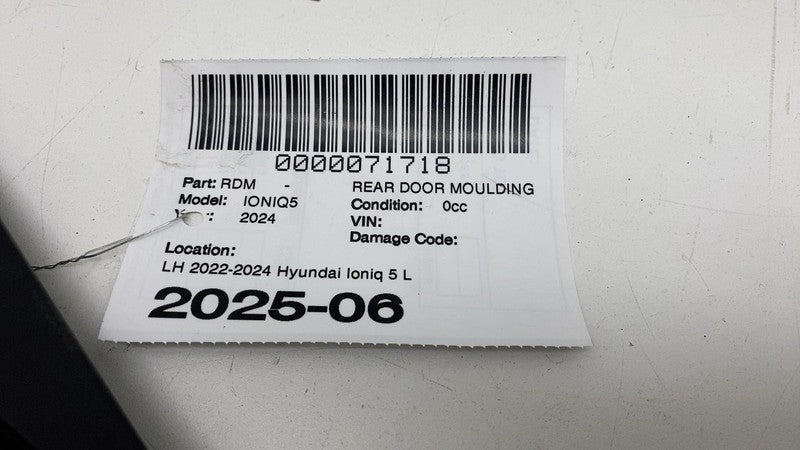 0000071718
Part: RDM - REAR DOOR MOULDING
Model: IONIQ5 Condition: 0cc
2024 VIN:
Damage Code:
Location:
LH 2022-2024 Hyundai Ioniq 5 L
2025-06